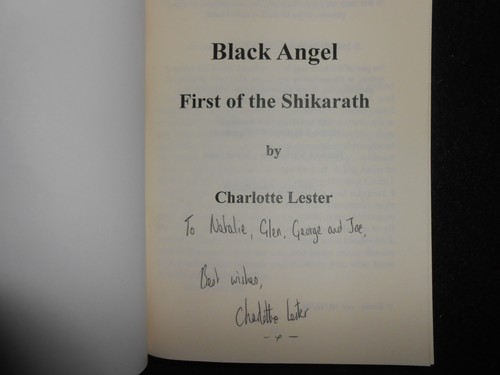 Black Angel
First of the Shikarath
by
Charlotte Lester
To Natalie, Glen, George and Joe,
Best wishes,
Charlotte Lester